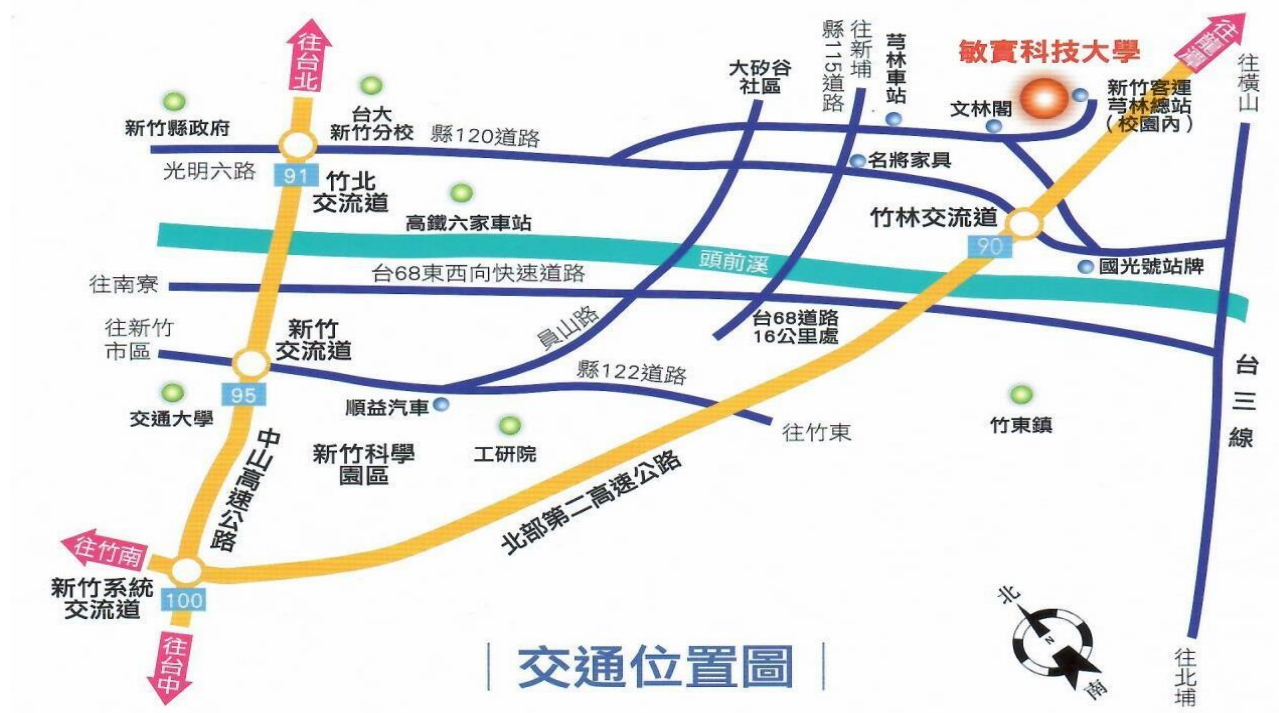 往台北
新竹縣政府
台大
新竹分校
縣120道路
光明六路
91
竹北
交流道
高鐵六家車站
大矽谷
社區
往新埔
縣115道路
芎林車站
敏實科技大學
文林閣
新竹客運
芎林總站
(校園內)
往龍潭
往橫山
名將家具
竹林交流道
90
國光號站牌
頭前溪
往南寮
台68東西向快速道路
往新竹
市區
新竹
交流道
95
員山路
台68道路
16公里處
縣122道路
交通大學
順益汽車
新竹科學
園區
工研院
往竹東
竹東鎮
台三線
中山高速公路
北部第二高速公路
往竹南
新竹系統
交流道
100
往台中
交通位置圖
北
N
南
往北埔